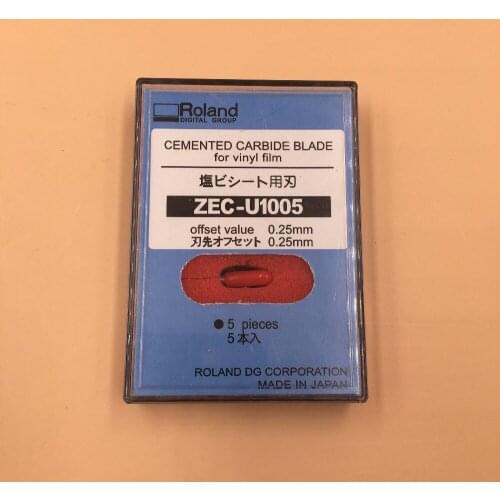 Roland
DIGITAL GROUP
CEMENTED CARBIDE BLADE
for vinyl film
塩ビシート用刃
ZEC-U1005
offset value 0.25mm
刃先オフセット 0.25mm
● 5 pieces
5本入
ROLAND DG CORPORATION
MADE IN JAPAN